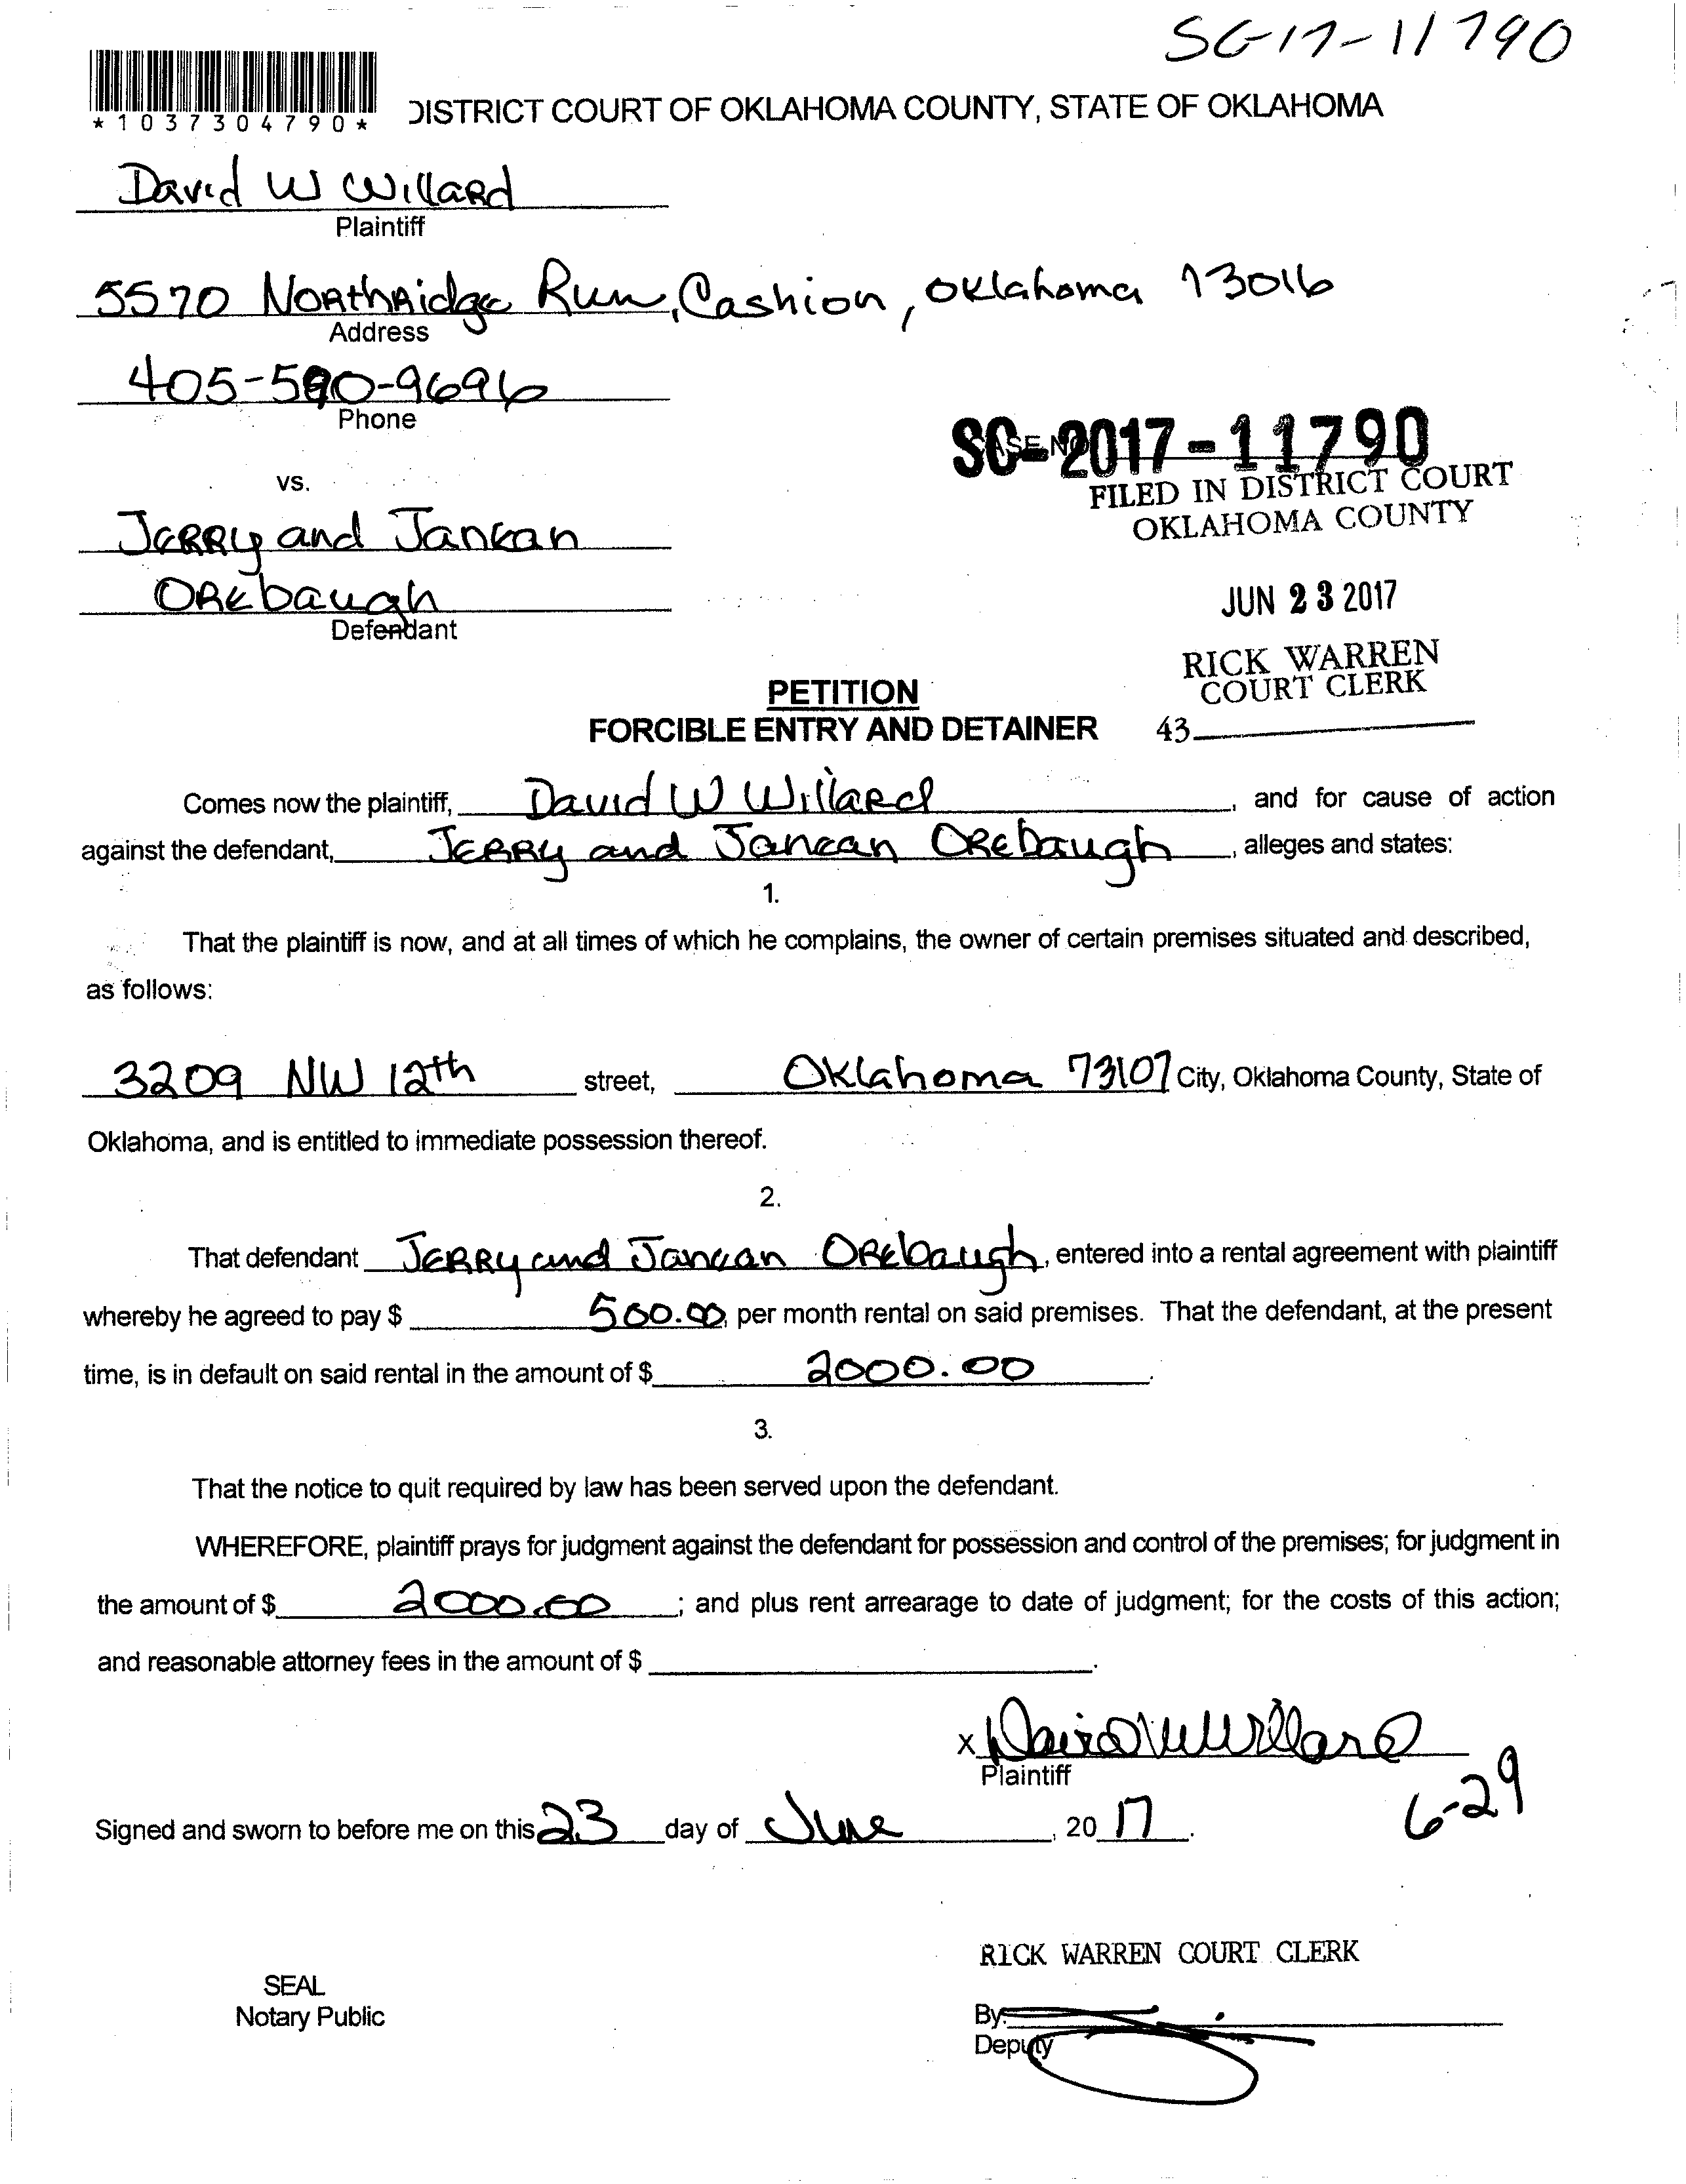 SC-17-11790
*1037304790*
DISTRICT COURT OF OKLAHOMA COUNTY, STATE OF OKLAHOMA
David W Willard
Plaintiff
5570 Northridge Run, Cashion, Oklahoma 73016
Address
405-590-9696
Phone
CASE NO.
SC-2017-11790
vs.
FILED IN DISTRICT COURT
OKLAHOMA COUNTY
Jerry and Janean
Orebaugh
Defendant
JUN 23 2017
RICK WARREN
COURT CLERK
43
PETITION
FORCIBLE ENTRY AND DETAINER
Comes now the plaintiff, David W Willard, and for cause of action
against the defendant, Jerry and Janean Orebaugh, alleges and states:
1.
That the plaintiff is now, and at all times of which he complains, the owner of certain premises situated and described,
as follows:
3209 NW 12th street, Oklahoma 73107 City, Oklahoma County, State of
Oklahoma, and is entitled to immediate possession thereof.
2.
That defendant Jerry and Janean Orebaugh, entered into a rental agreement with plaintiff
whereby he agreed to pay $ 500.00, per month rental on said premises. That the defendant, at the present
time, is in default on said rental in the amount of $ 2000.00.
3.
That the notice to quit required by law has been served upon the defendant.
WHEREFORE, plaintiff prays for judgment against the defendant for possession and control of the premises; for judgment in
the amount of $ 2000.00; and plus rent arrearage to date of judgment; for the costs of this action;
and reasonable attorney fees in the amount of $ .
x David W Willard
Plaintiff
6-29
Signed and sworn to before me on this 23 day of June, 20 17.
RICK WARREN COURT CLERK
SEAL
Notary Public
By:
Deputy